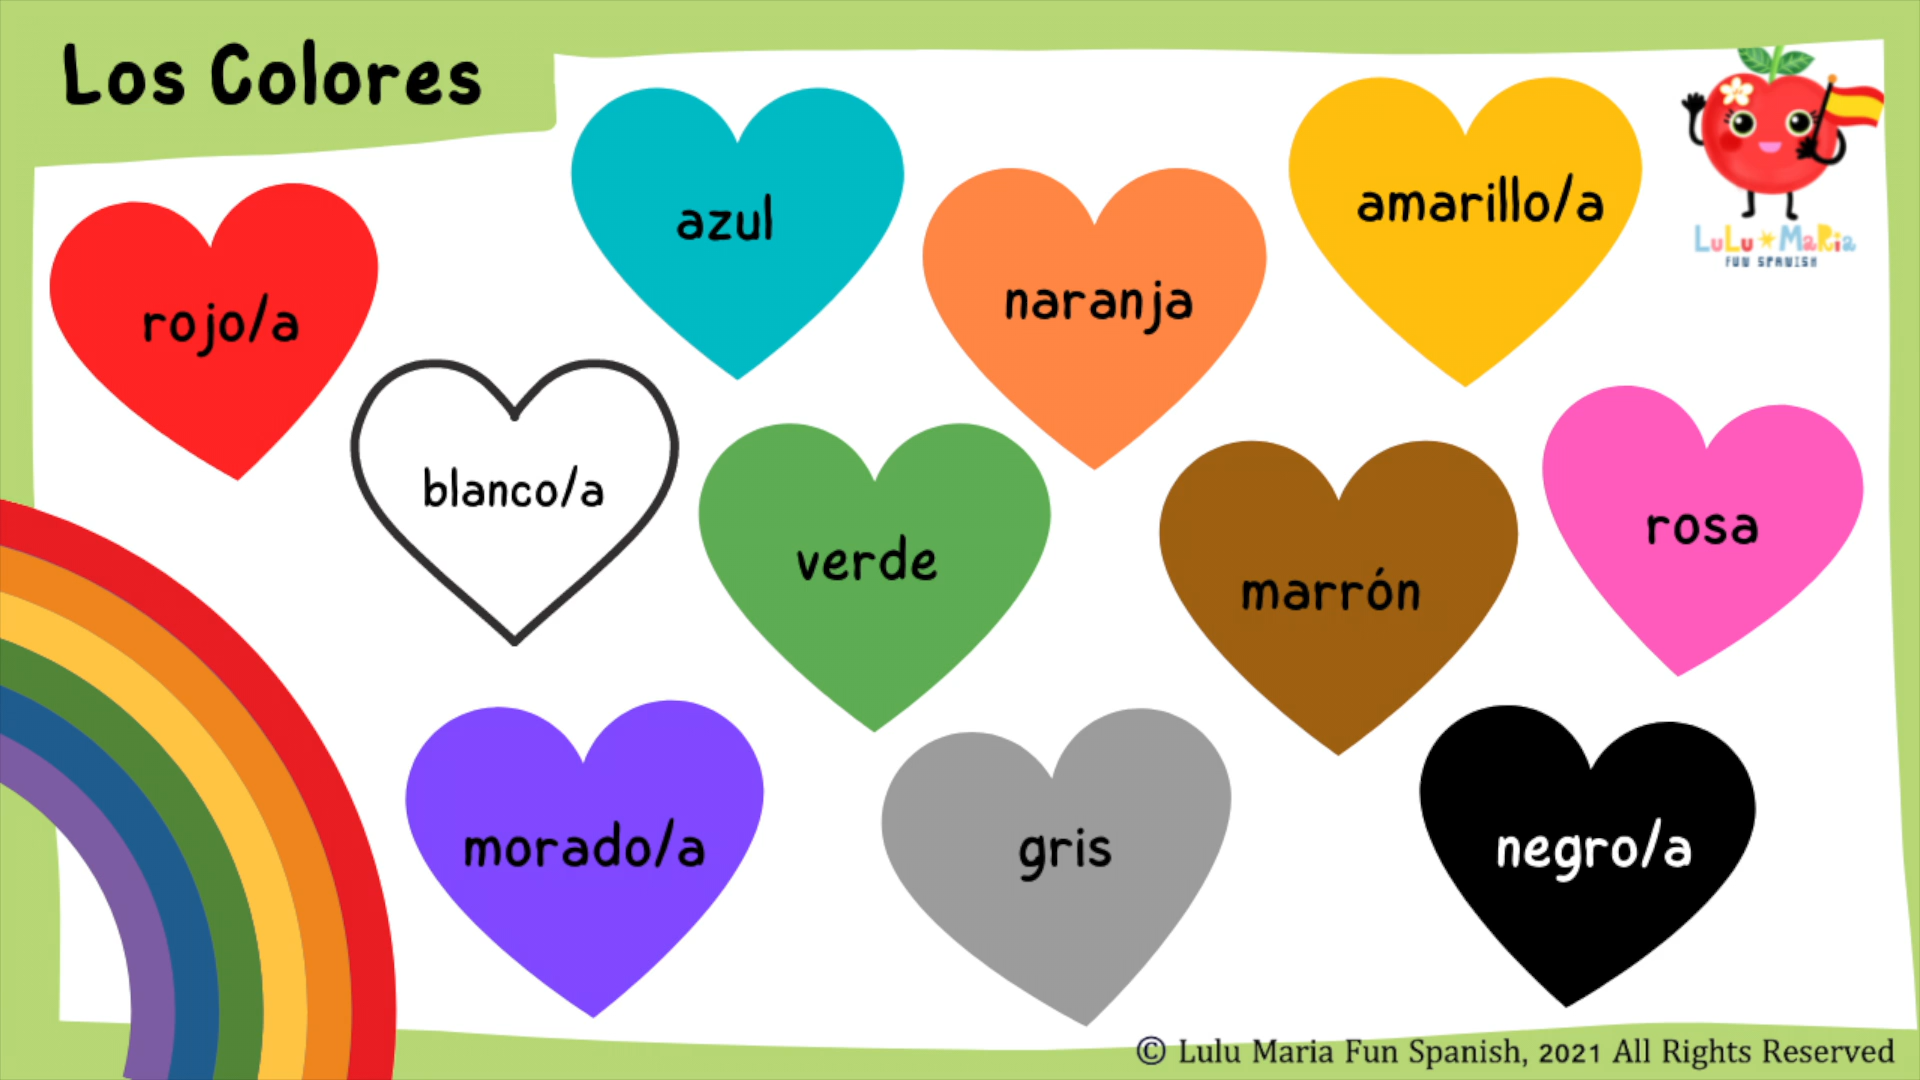 Los Colores
azul
amarillo/a
naranja
rojo/a
LuLu MaRia
FUN SPANISH
blanco/a
verde
marrón
rosa
morado/a
gris
negro/a
© Lulu Maria Fun Spanish, 2021 All Rights Reserved